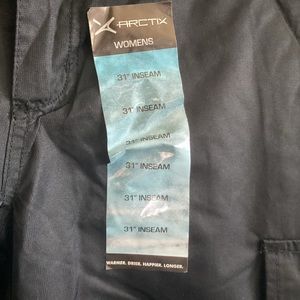 ARCTIX
WOMENS
31" INSEAM
31" INSEAM
31" INSEAM
31" INSEAM
31" INSEAM
31" INSEAM
WARMER. DRIER. HAPPIER. LONGER.